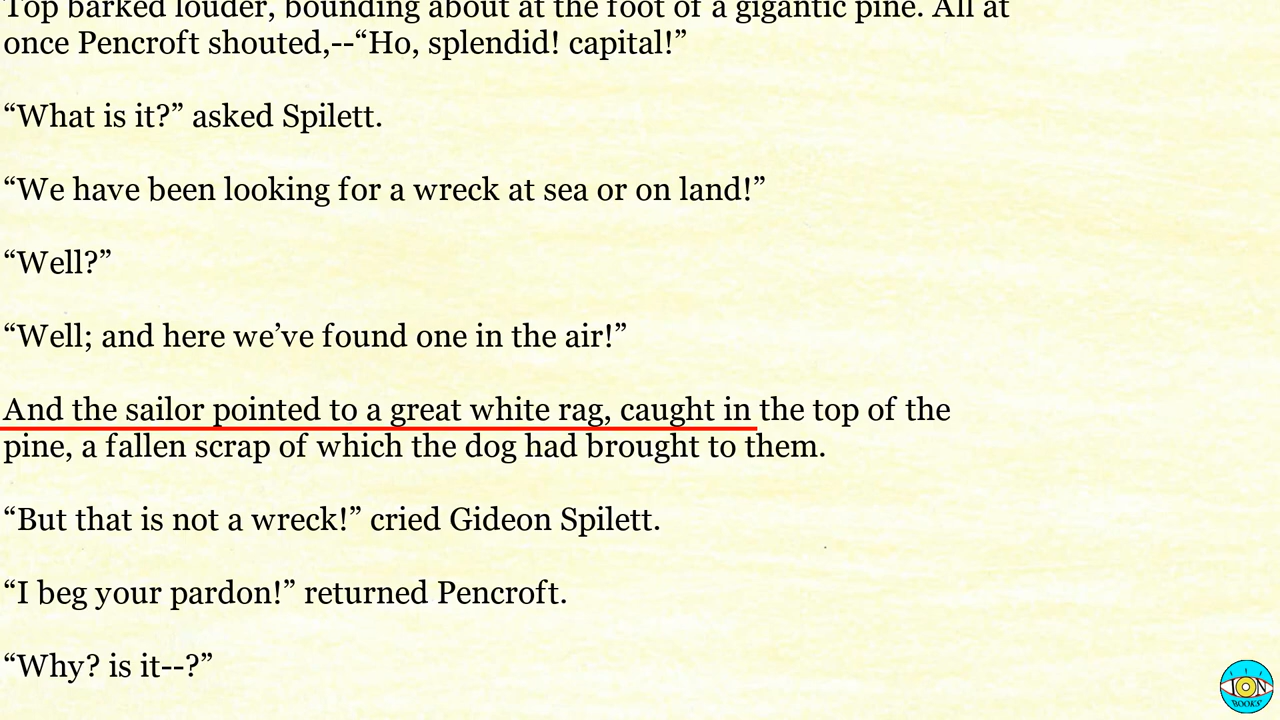 Top barked louder, bounding about at the foot of a gigantic pine. All at
once Pencroft shouted,--“Ho, splendid! capital!”
“What is it?” asked Spilett.
“We have been looking for a wreck at sea or on land!”
“Well?”
“Well; and here we’ve found one in the air!”
And the sailor pointed to a great white rag, caught in the top of the
pine, a fallen scrap of which the dog had brought to them.
“But that is not a wreck!” cried Gideon Spilett.
“I beg your pardon!” returned Pencroft.
“Why? is it--?”
ION
BOOKS